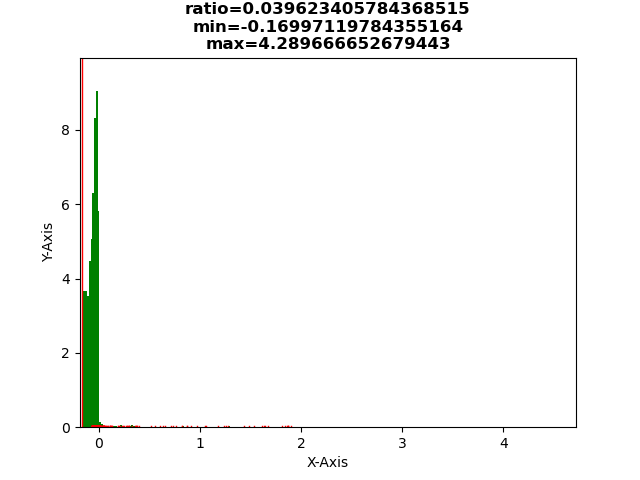 ratio=0.039623405784368515
min=-0.16997119784355164
max=4.289666652679443
Y-Axis
8
6
4
2
0
0 1 2 3 4
X-Axis